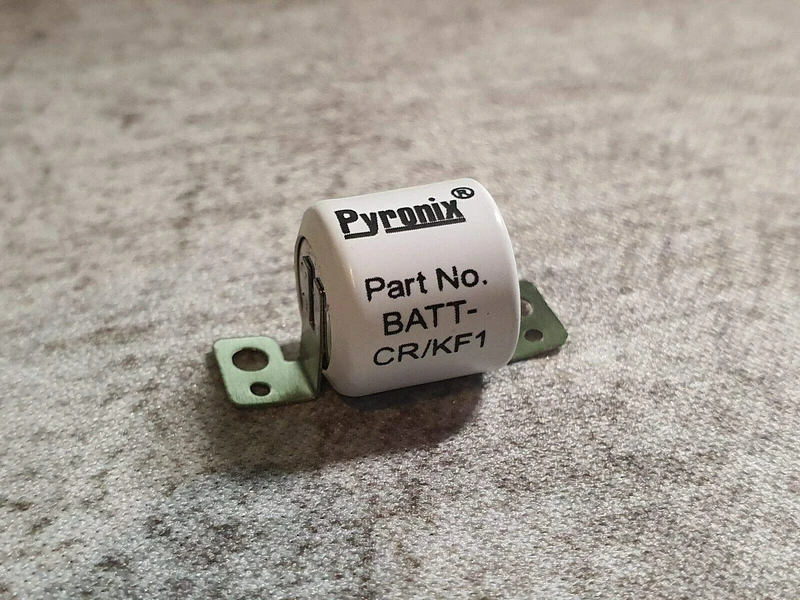 Pyronix®
Part No.
BATT-
CR/KF1